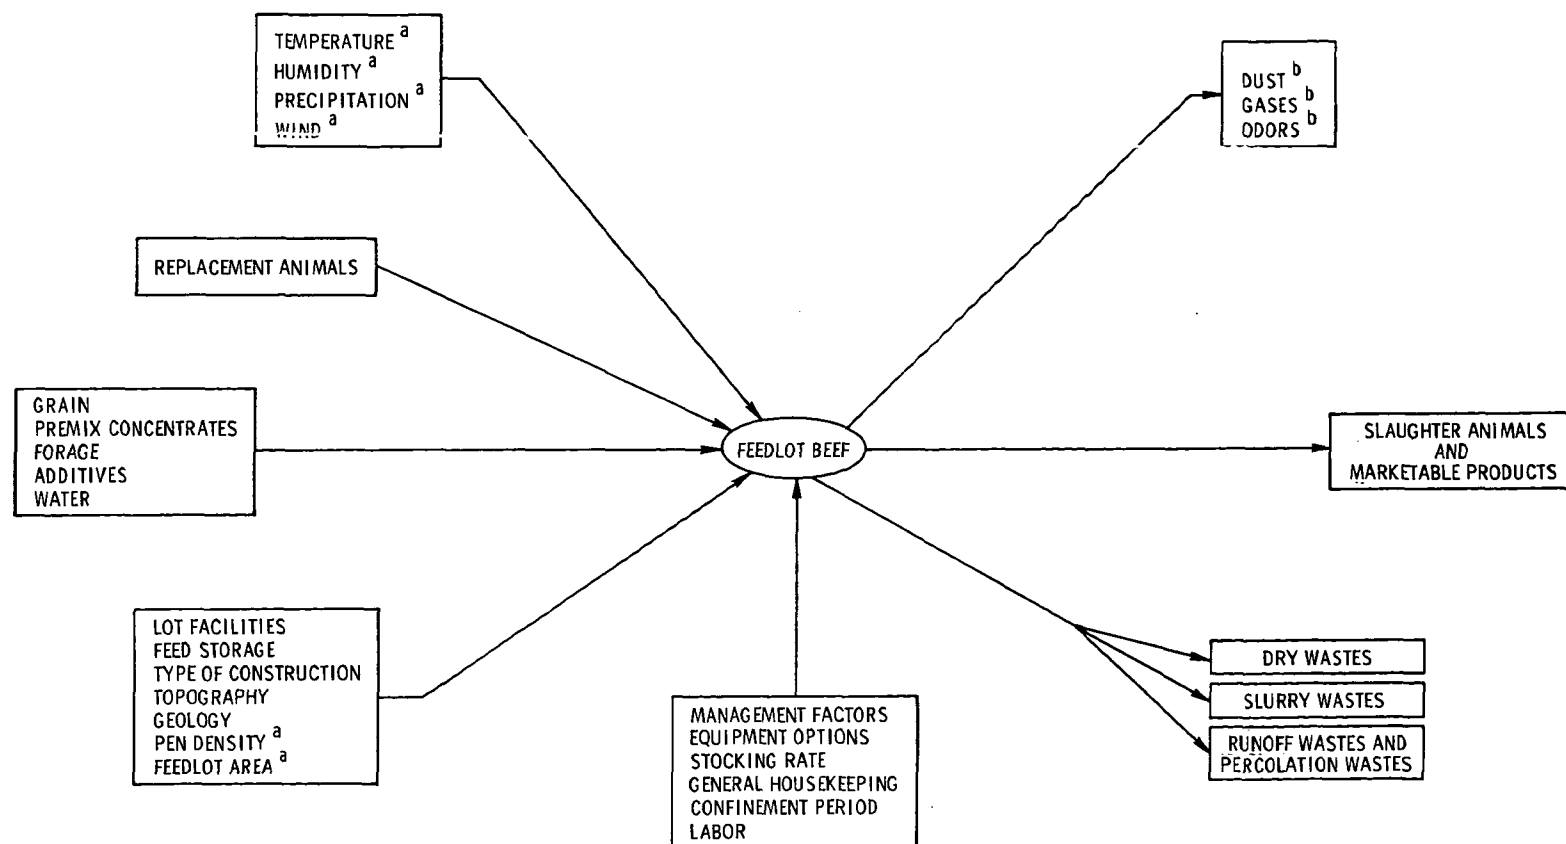 TEMPERATURE a
HUMIDITY a
PRECIPITATION a
WIND a
DUST b
GASES b
ODORS b
REPLACEMENT ANIMALS
GRAIN
PREMIX CONCENTRATES
FORAGE
ADDITIVES
WATER
FEEDLOT BEEF
SLAUGHTER ANIMALS
AND
MARKETABLE PRODUCTS
LOT FACILITIES
FEED STORAGE
TYPE OF CONSTRUCTION
TOPOGRAPHY
GEOLOGY
PEN DENSITY a
FEEDLOT AREA a
MANAGEMENT FACTORS
EQUIPMENT OPTIONS
STOCKING RATE
GENERAL HOUSEKEEPING
CONFINEMENT PERIOD
LABOR
DRY WASTES
SLURRY WASTES
RUNOFF WASTES AND
PERCOLATION WASTES